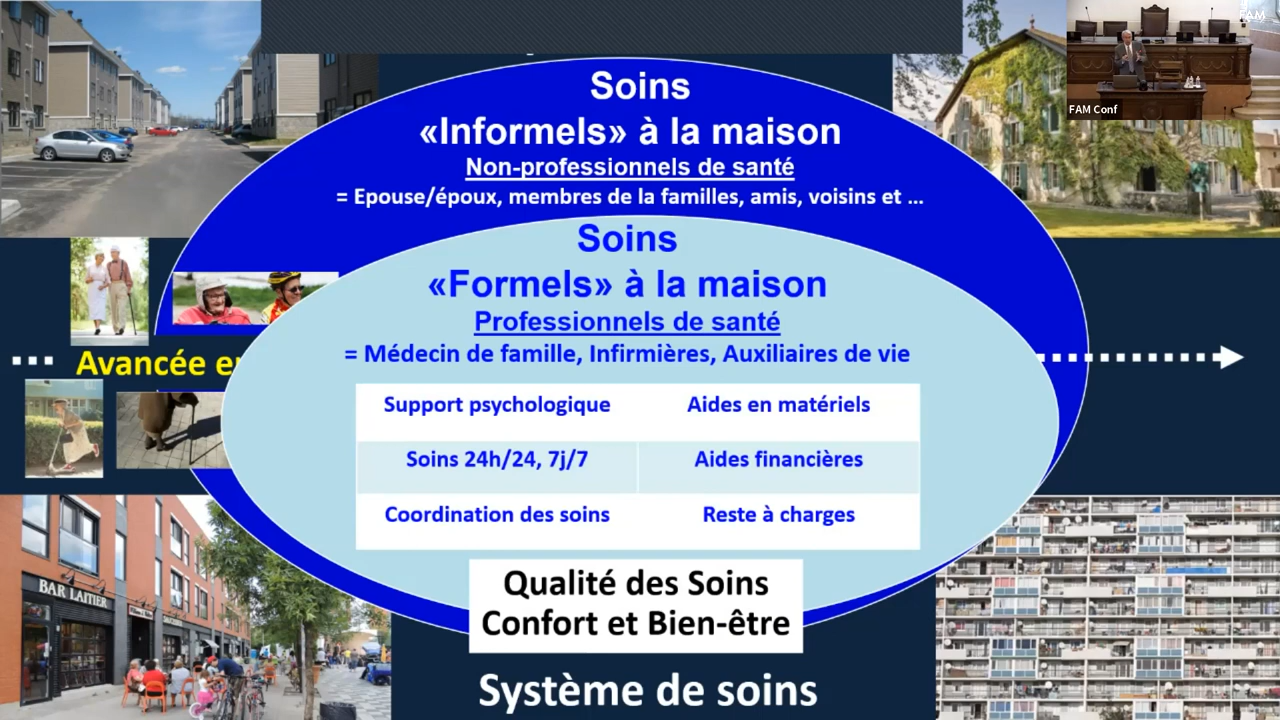 FAM
FAM Conf
Soins
«Informels» à la maison
Non-professionnels de santé
= Epouse/époux, membres de la familles, amis, voisins et ...
Soins
«Formels» à la maison
Professionnels de santé
= Médecin de famille, Infirmières, Auxiliaires de vie
Avancée e
Support psychologique
Aides en matériels
Soins 24h/24, 7j/7
Aides financières
Coordination des soins
Reste à charges
BAR LAITIER
Qualité des Soins
Confort et Bien-être
Système de soins